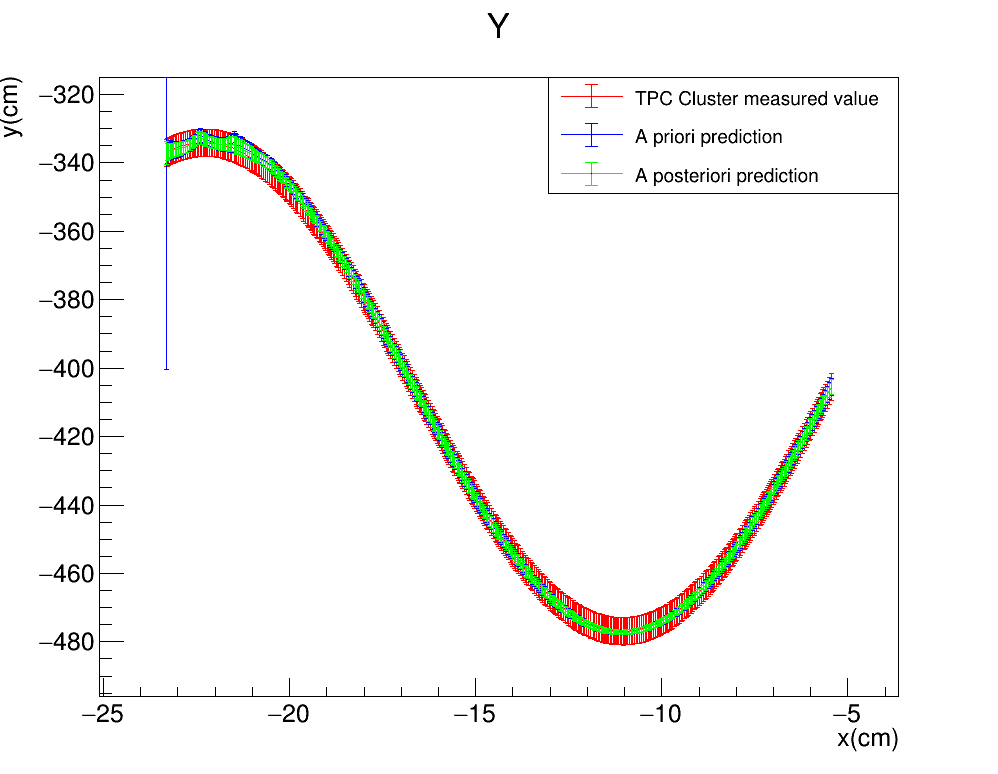 Y
y(cm)
TPC Cluster measured value
A priori prediction
A posteriori prediction
−320
−340
−360
−380
−400
−420
−440
−460
−480
−25 −20 −15 −10 −5
x(cm)